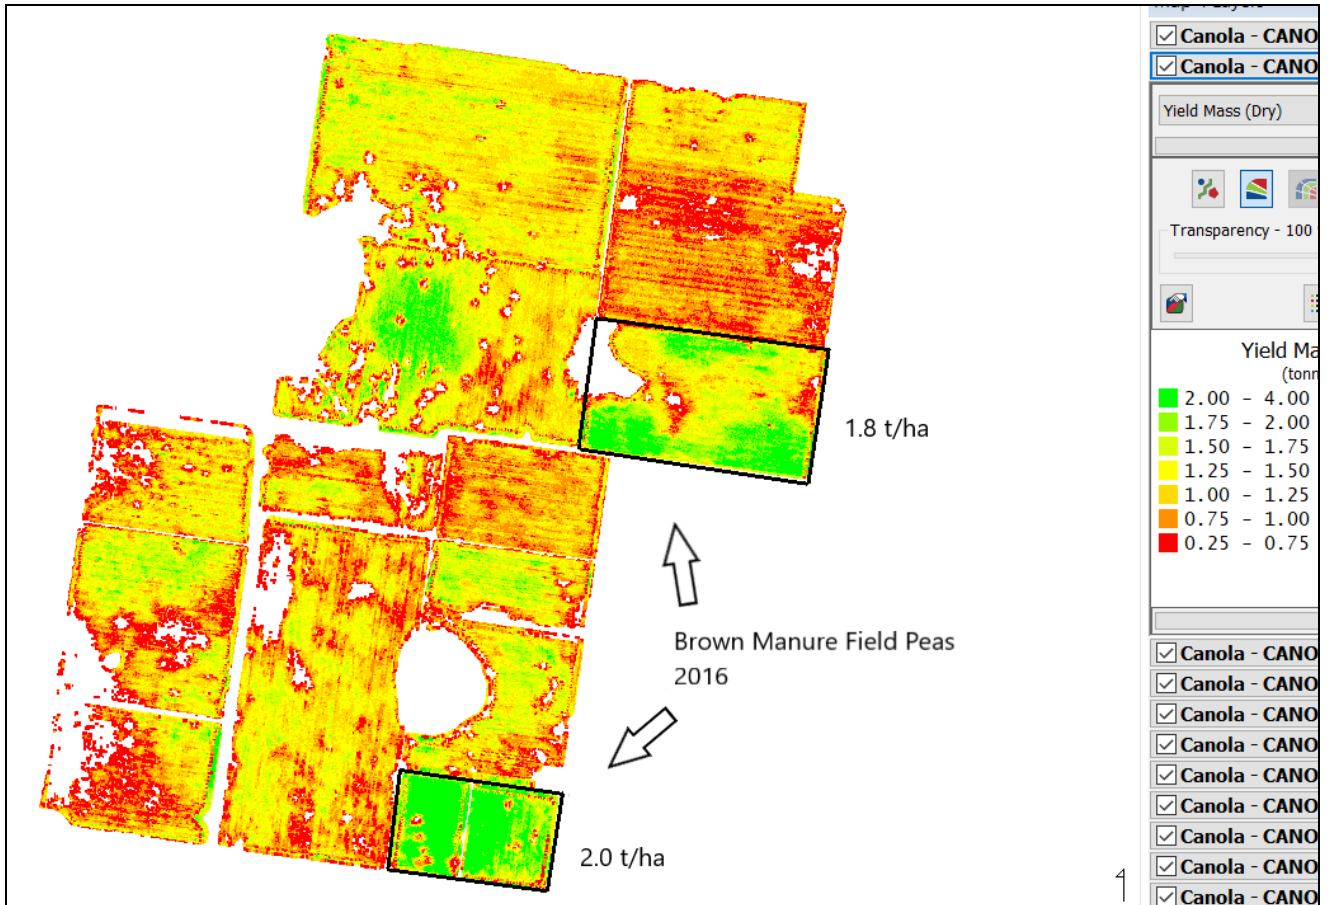 Canola - CANO
Canola - CANO
Yield Mass (Dry)
Transparency - 100
Yield Ma
(tonn
2.00 - 4.00
1.75 - 2.00
1.50 - 1.75
1.25 - 1.50
1.00 - 1.25
0.75 - 1.00
0.25 - 0.75
1.8 t/ha
Brown Manure Field Peas
2016
2.0 t/ha
Canola - CANO
Canola - CANO
Canola - CANO
Canola - CANO
Canola - CANO
Canola - CANO
Canola - CANO
Canola - CANO
Canola - CANO